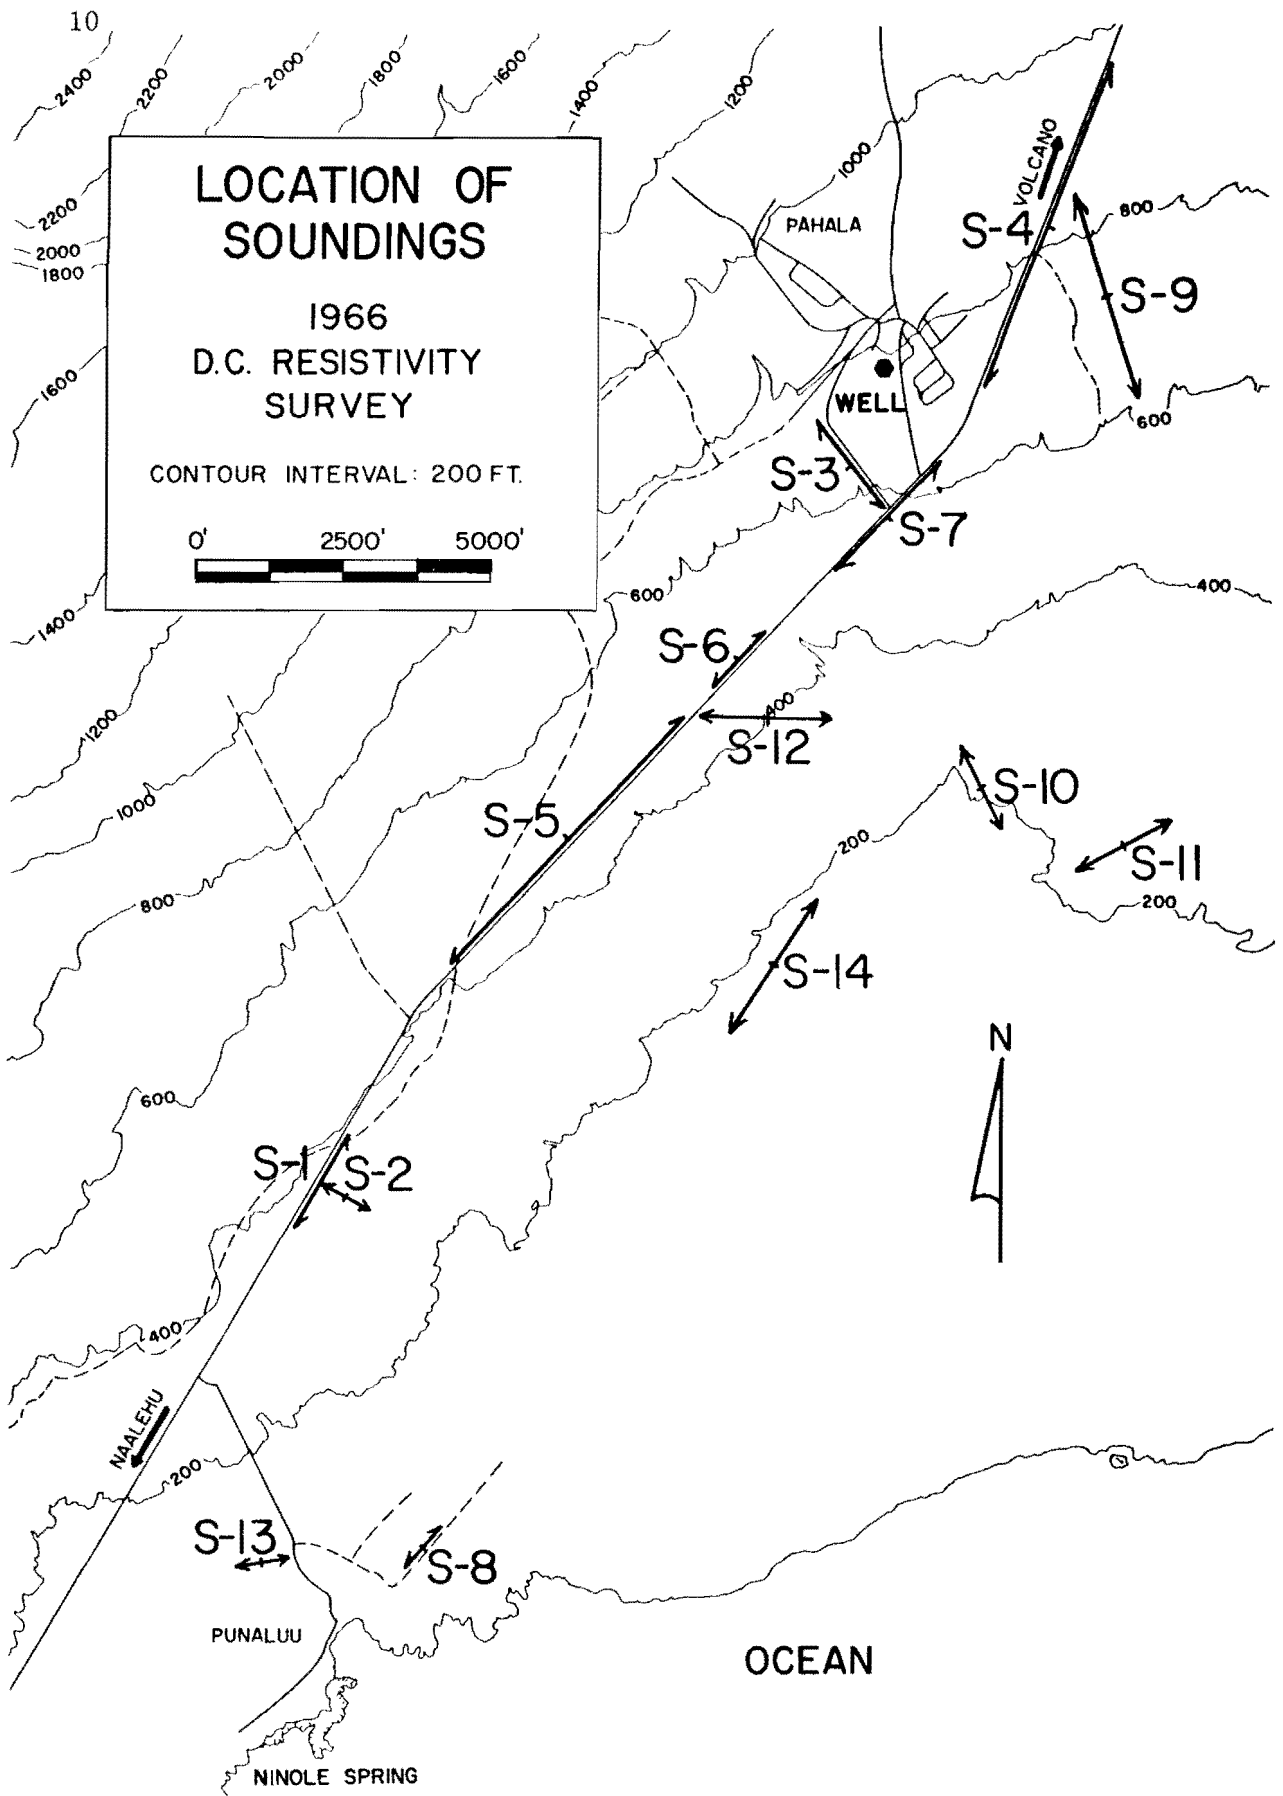 10
2400
2200
2000
1800
1600
1400
1200
1000
LOCATION OF
SOUNDINGS
1966
D.C. RESISTIVITY
SURVEY
CONTOUR INTERVAL: 200 FT.
0' 2500' 5000'
2200
2000
1800
1600
1400
1200
1000
800
600
400
200
VOLCANO
PAHALA
S-4
800
S-9
WELL
600
S-3
S-7
600
400
S-6
400
S-12
S-5
S-10
200
S-11
200
S-14
N
S-1
S-2
NAALEHU
S-13
S-8
PUNALUU
OCEAN
NINOLE SPRING